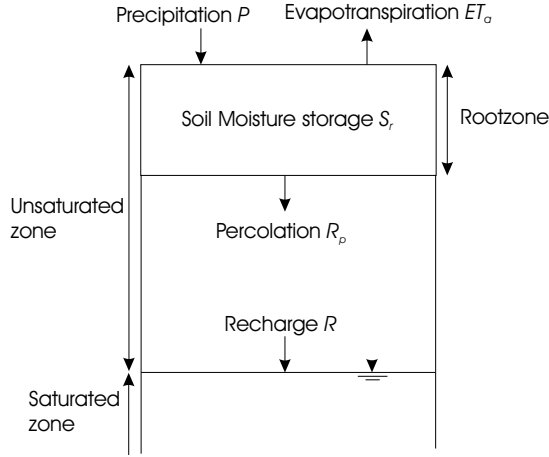 Precipitation P
Evapotranspiration ETa
Soil Moisture storage Sr
Rootzone
Unsaturated
zone
Percolation Rp
Recharge R
Saturated
zone